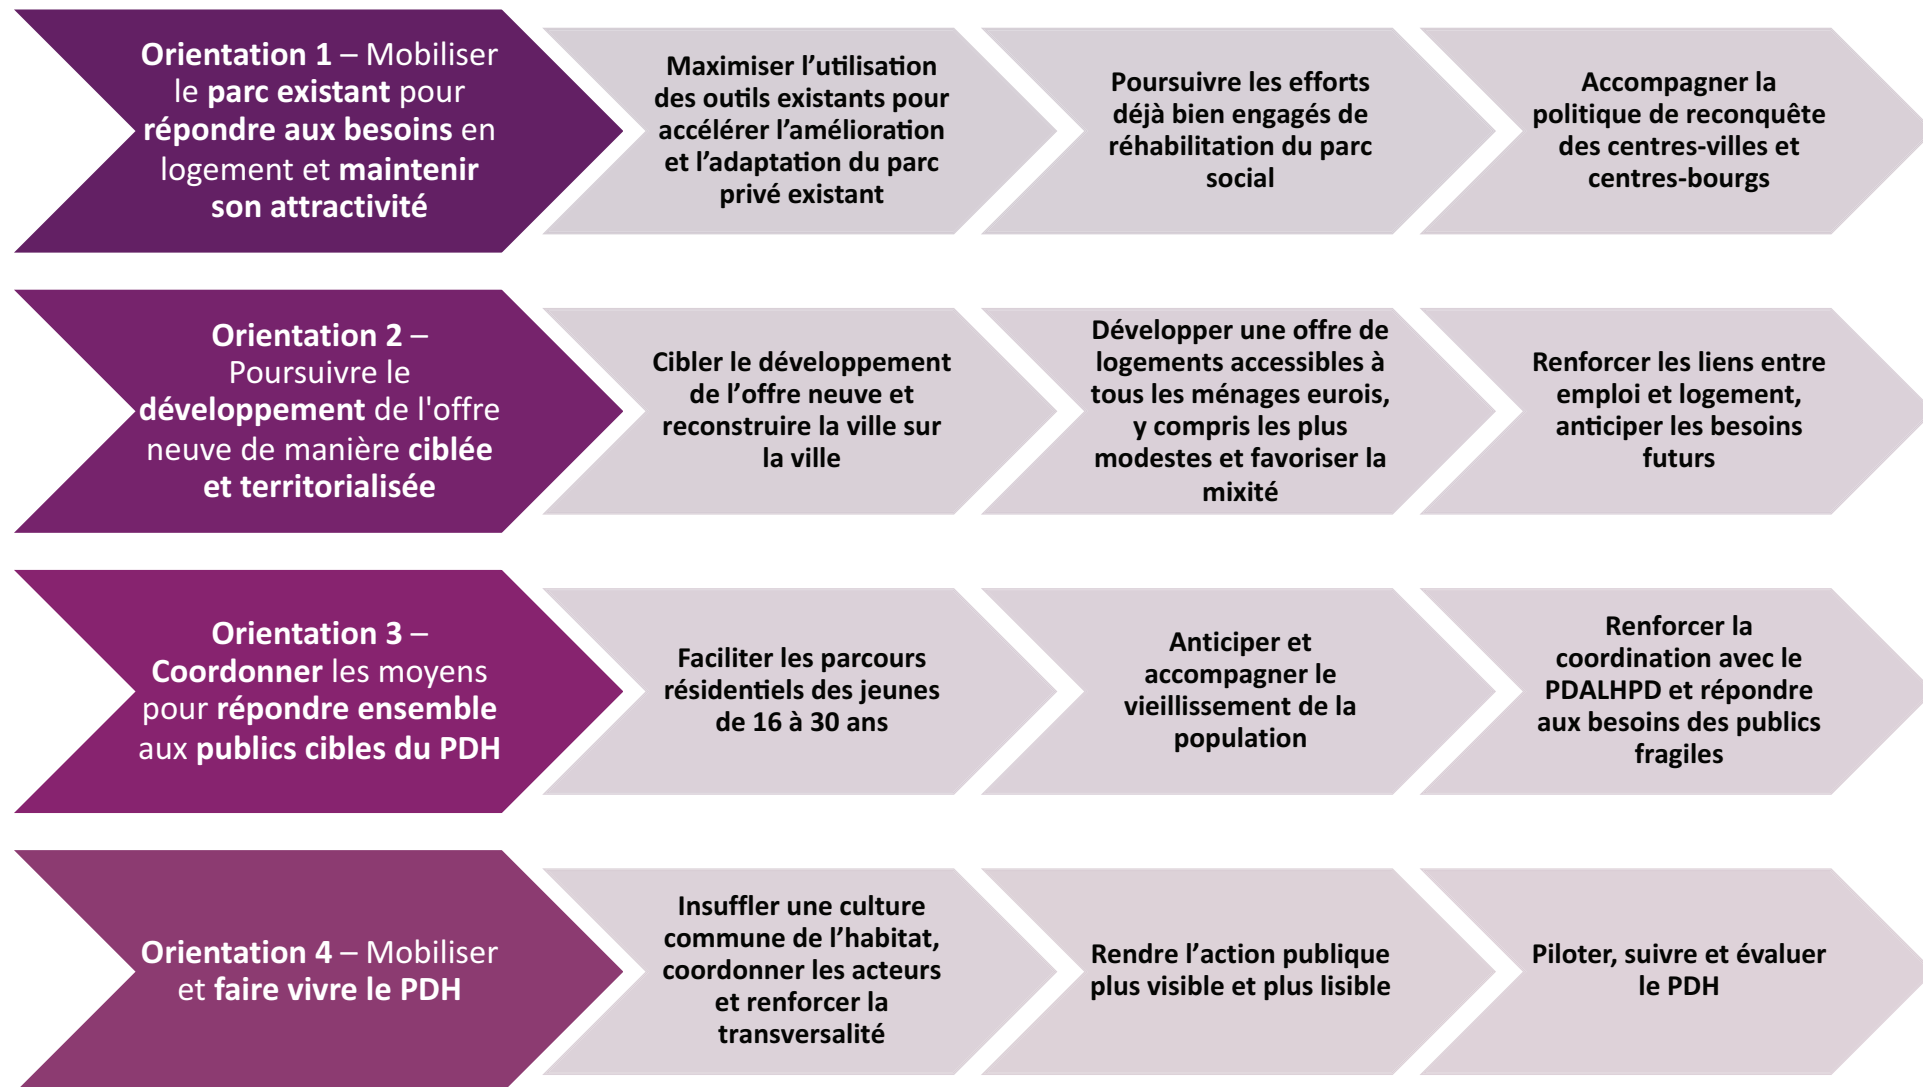 Orientation 1 – Mobiliser
le parc existant pour
répondre aux besoins en
logement et maintenir
son attractivité
Maximiser l’utilisation
des outils existants pour
accélérer l’amélioration
et l’adaptation du parc
privé existant
Poursuivre les efforts
déjà bien engagés de
réhabilitation du parc
social
Accompagner la
politique de reconquête
des centres-villes et
centres-bourgs
Orientation 2 –
Poursuivre le
développement de l'offre
neuve de manière ciblée
et territorialisée
Cibler le développement
de l’offre neuve et
reconstruire la ville sur
la ville
Développer une offre de
logements accessibles à
tous les ménages eurois,
y compris les plus
modestes et favoriser la
mixité
Renforcer les liens entre
emploi et logement,
anticiper les besoins
futurs
Orientation 3 –
Coordonner les moyens
pour répondre ensemble
aux publics cibles du PDH
Faciliter les parcours
résidentiels des jeunes
de 16 à 30 ans
Anticiper et
accompagner le
vieillissement de la
population
Renforcer la
coordination avec le
PDALHPD et répondre
aux besoins des publics
fragiles
Orientation 4 – Mobiliser
et faire vivre le PDH
Insuffler une culture
commune de l’habitat,
coordonner les acteurs
et renforcer la
transversalité
Rendre l’action publique
plus visible et plus lisible
Piloter, suivre et évaluer
le PDH